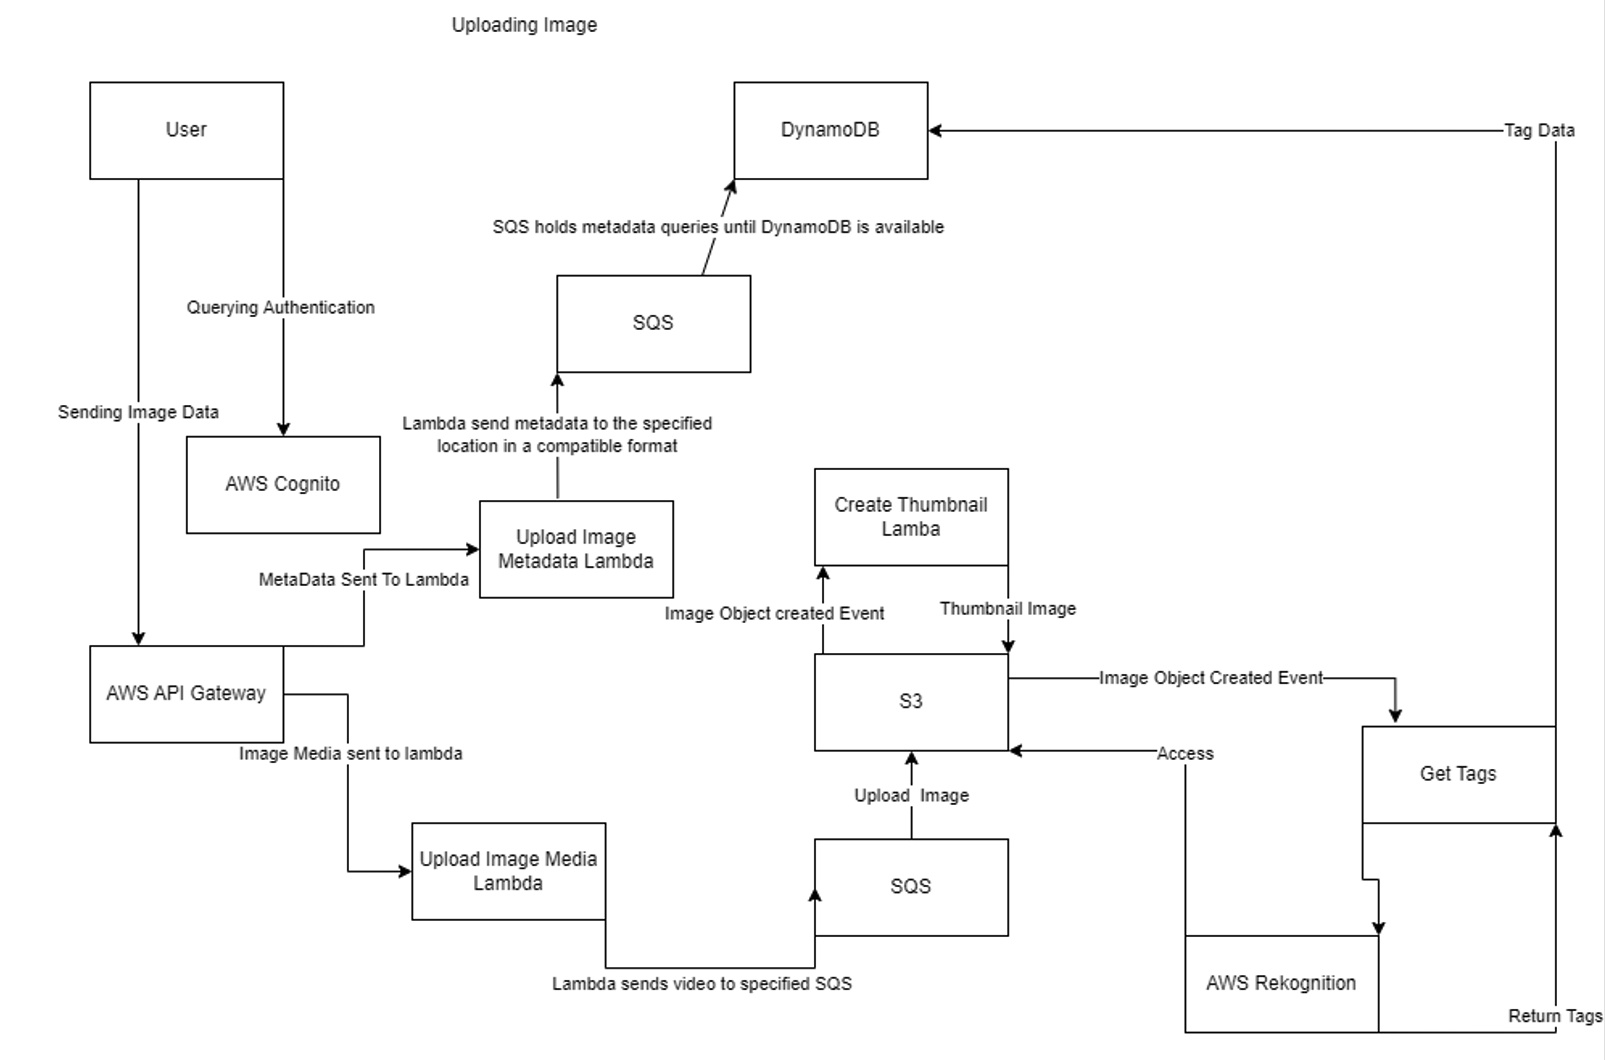 Uploading Image
User
DynamoDB
Tag Data
SQS holds metadata queries until DynamoDB is available
Querying Authentication
SQS
Sending Image Data
Lambda send metadata to the specified
location in a compatible format
AWS Cognito
Create Thumbnail
Lamba
Upload Image
Metadata Lambda
MetaData Sent To Lambda
Image Object created Event
Thumbnail Image
AWS API Gateway
S3
Image Object Created Event
Image Media sent to lambda
Access
Get Tags
Upload Image
Upload Image Media
Lambda
SQS
Lambda sends video to specified SQS
AWS Rekognition
Return Tags